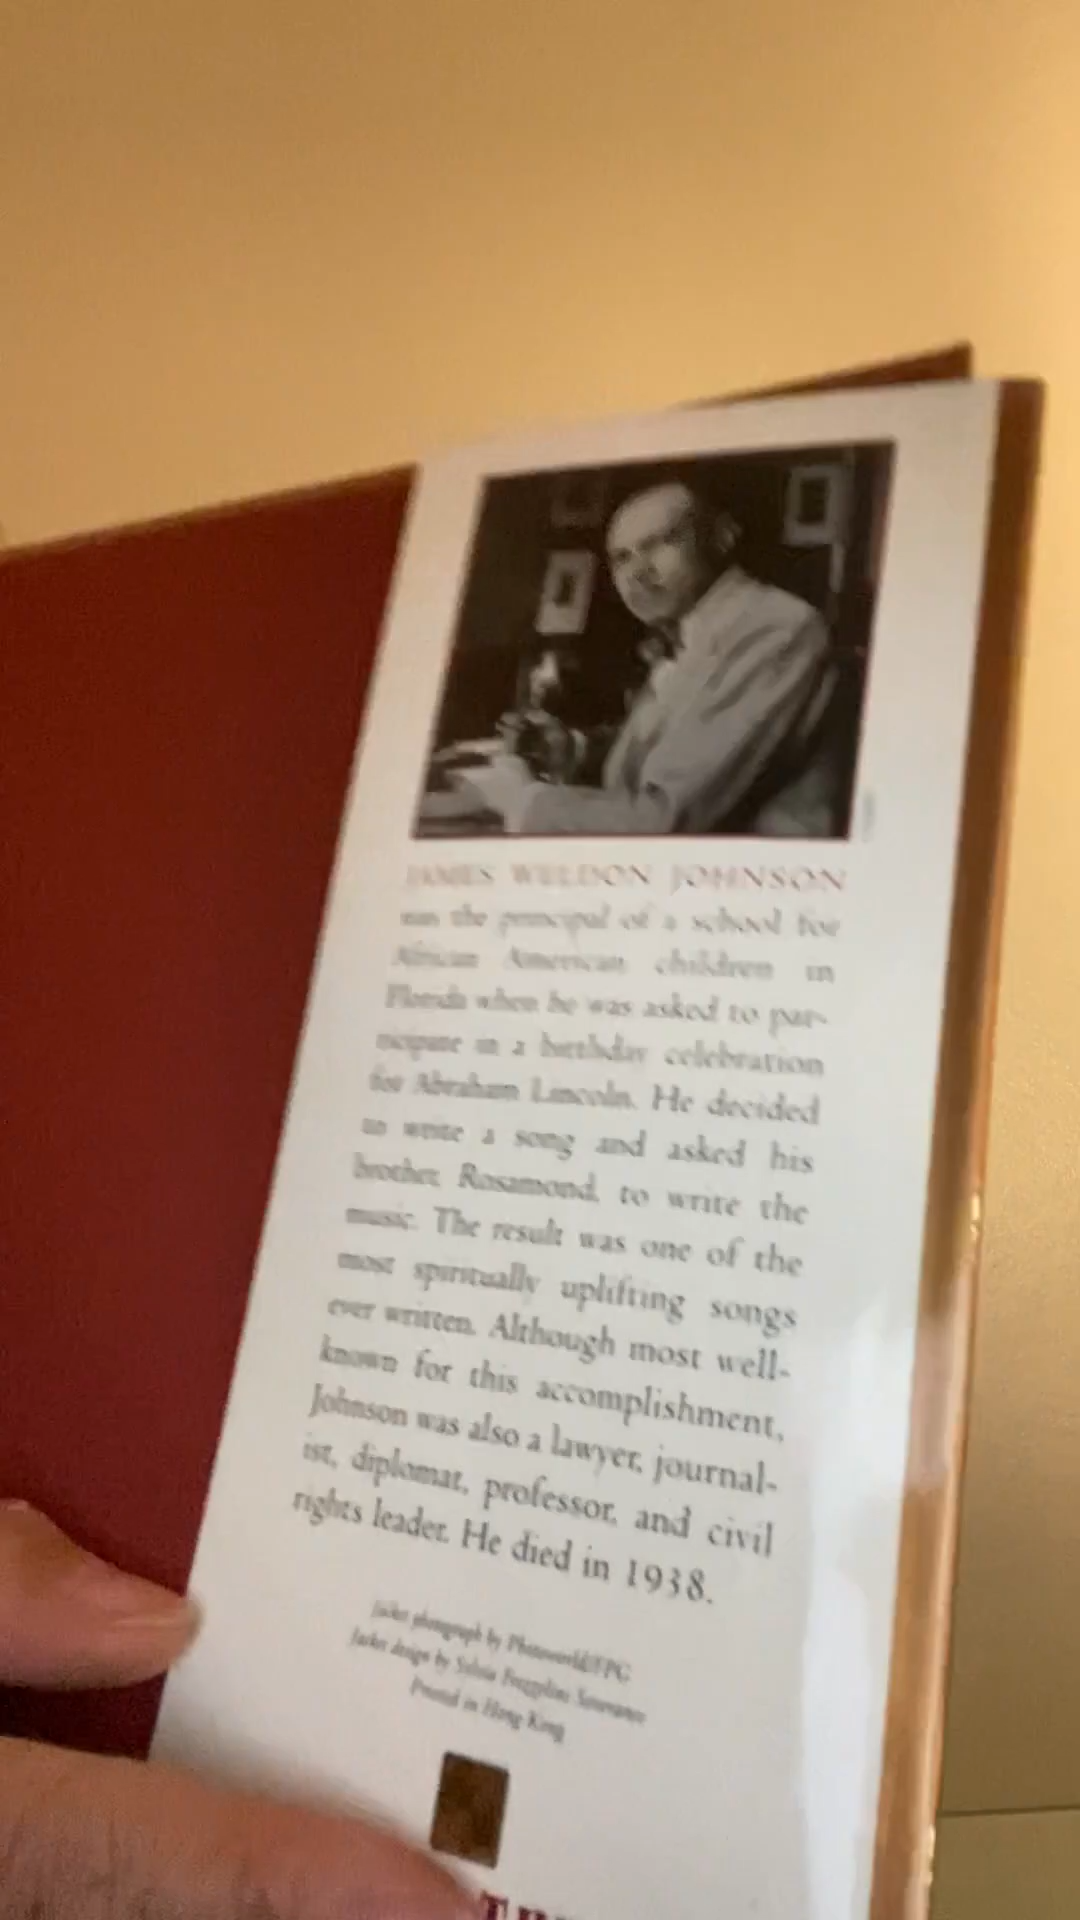 JAMES WELDON JOHNSON
was the principal of a school for
African American children in
Florida when he was asked to par-
ticipate in a birthday celebration
for Abraham Lincoln. He decided
to write a song and asked his
brother, Rosamond, to write the
music. The result was one of the
most spiritually uplifting songs
ever written. Although most well-
known for this accomplishment,
Johnson was also a lawyer, journal-
ist, diplomat, professor, and civil
rights leader. He died in 1938.
Jacket photograph by Photoworld/FPG
Jacket design by Sylvia
Printed in Hong Kong